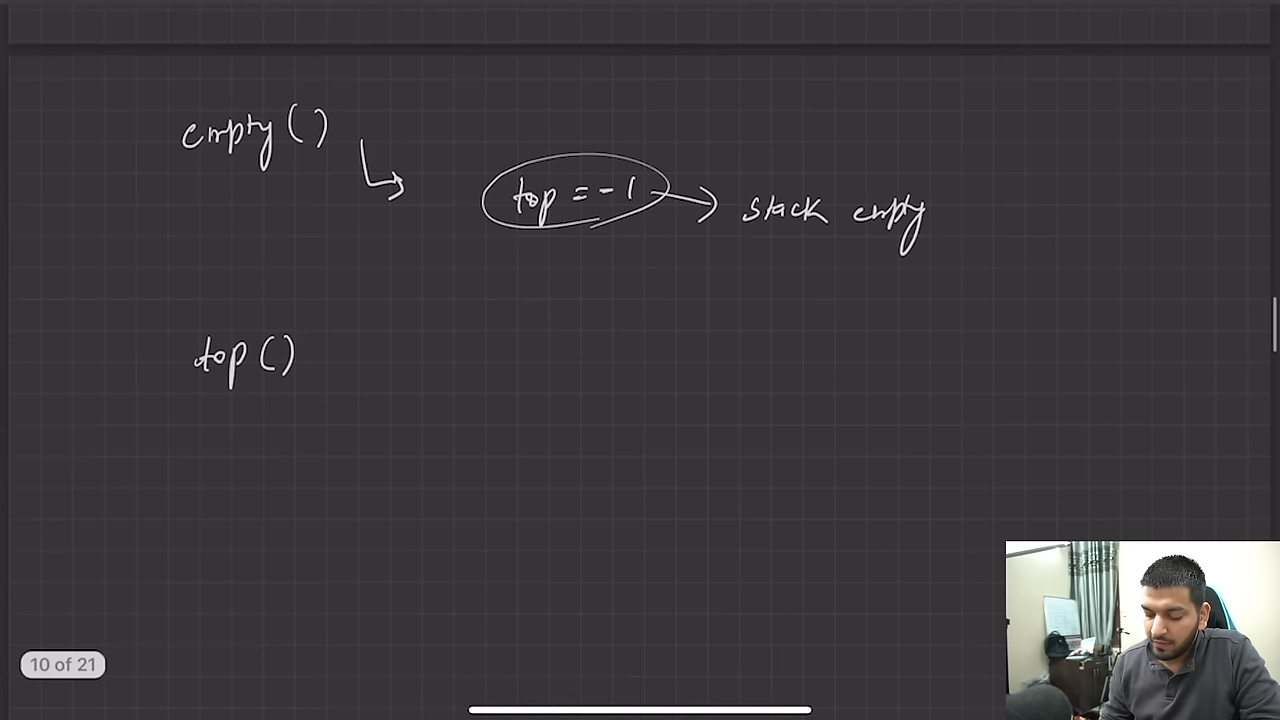 empty()
top = -1 → stack empty
top()
10 of 21